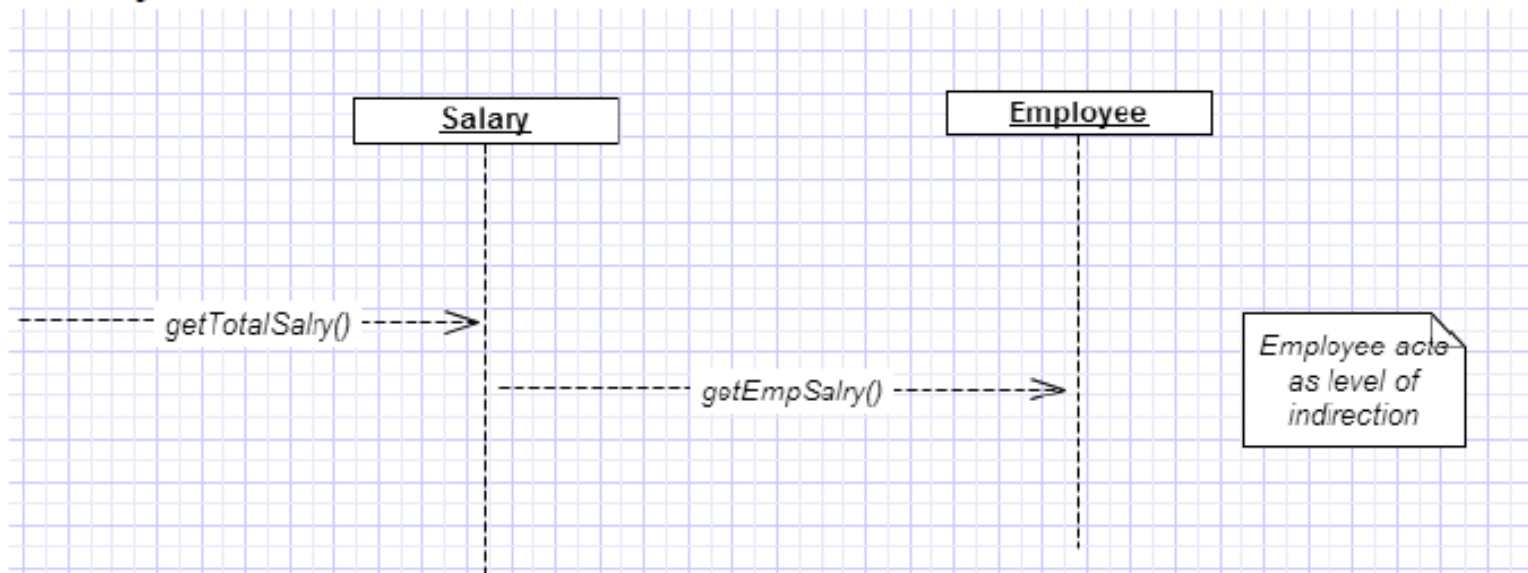 Salary
Employee
getTotalSalry()
getEmpSalry()
Employee acts
as level of
indirection